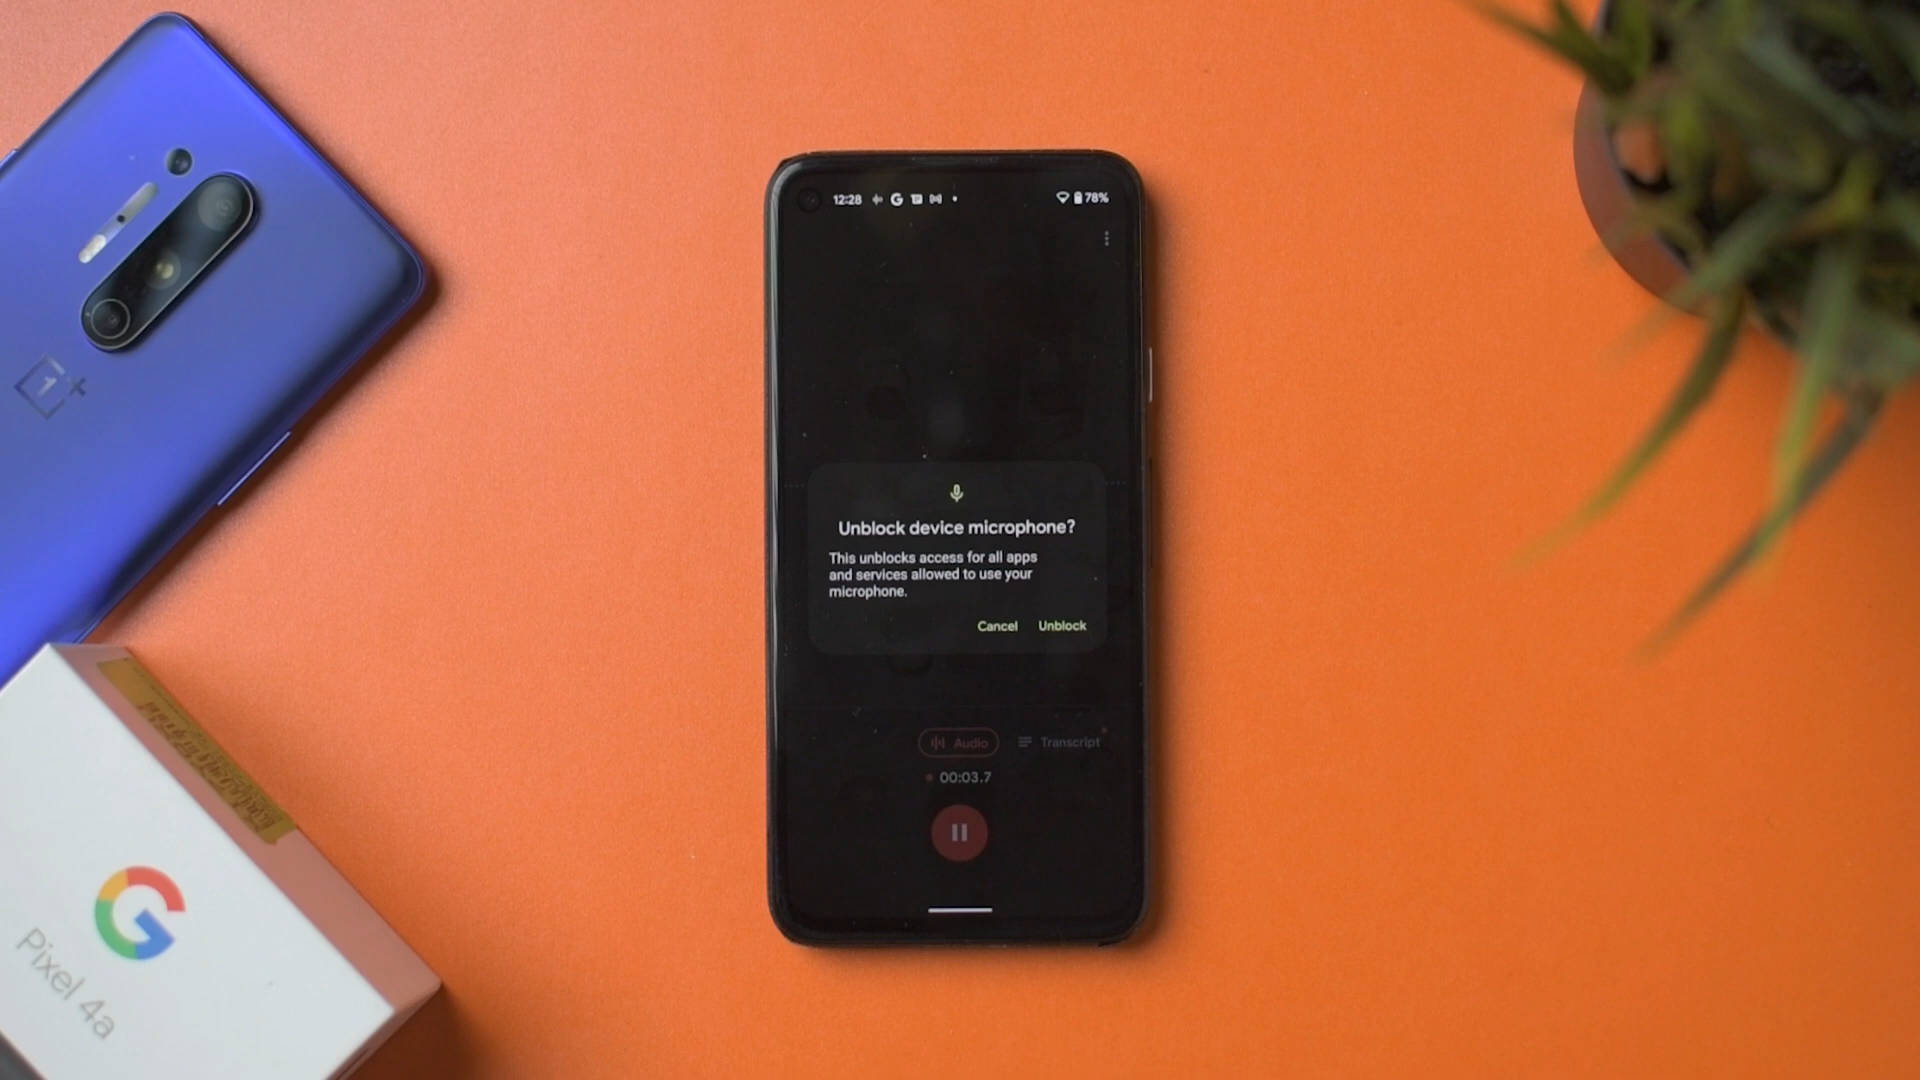 12:28
78%
Unblock device microphone?
This unblocks access for all apps
and services allowed to use your
microphone.
Cancel Unblock
Audio Transcript
00:03.7
1+
G
Pixel 4a